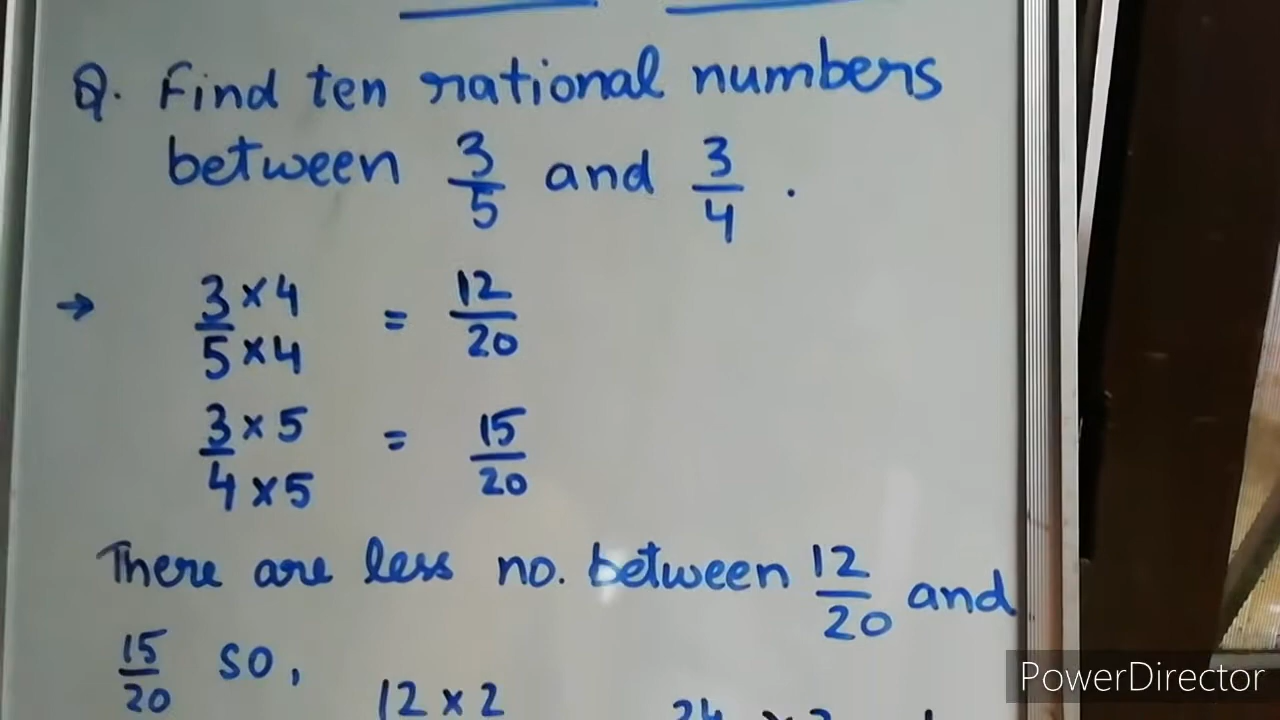 Q. Find ten rational numbers
between 3/5 and 3/4 .
→ 3×4/5×4 = 12/20
3×5/4×5 = 15/20
There are less no. between 12/20 and
15/20 so,
12 × 2
PowerDirector